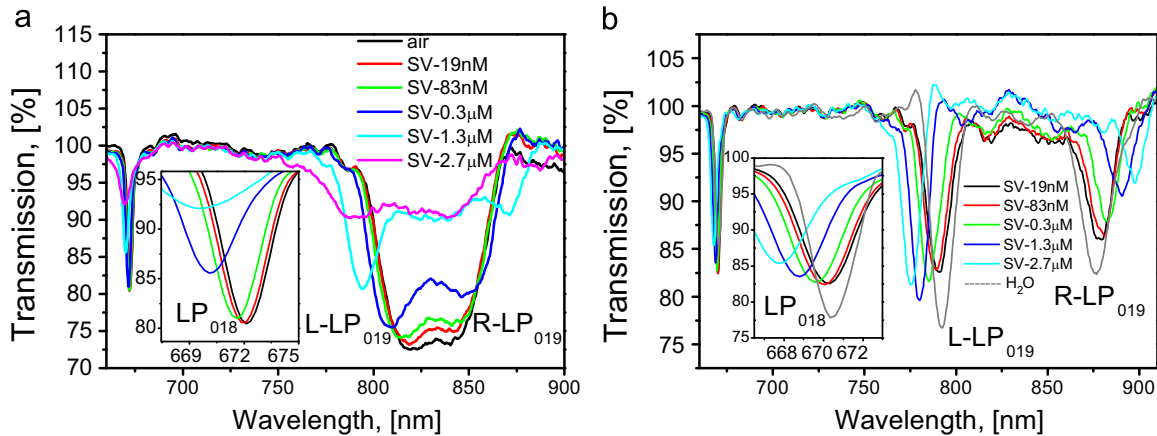 a
Transmission, [%]
115
110
105
100
95
90
85
80
75
70
700
750
800
850
900
Wavelength, [nm]
air
SV-19nM
SV-83nM
SV-0.3μM
SV-1.3μM
SV-2.7μM
95
90
85
80
669
672
675
LP018
L-LP019
R-LP019
b
Transmission, [%]
105
100
95
90
85
80
75
700
750
800
850
900
Wavelength, [nm]
SV-19nM
SV-83nM
SV-0.3μM
SV-1.3μM
SV-2.7μM
H2O
100
95
90
85
80
75
668
670
672
LP018
L-LP019
R-LP019